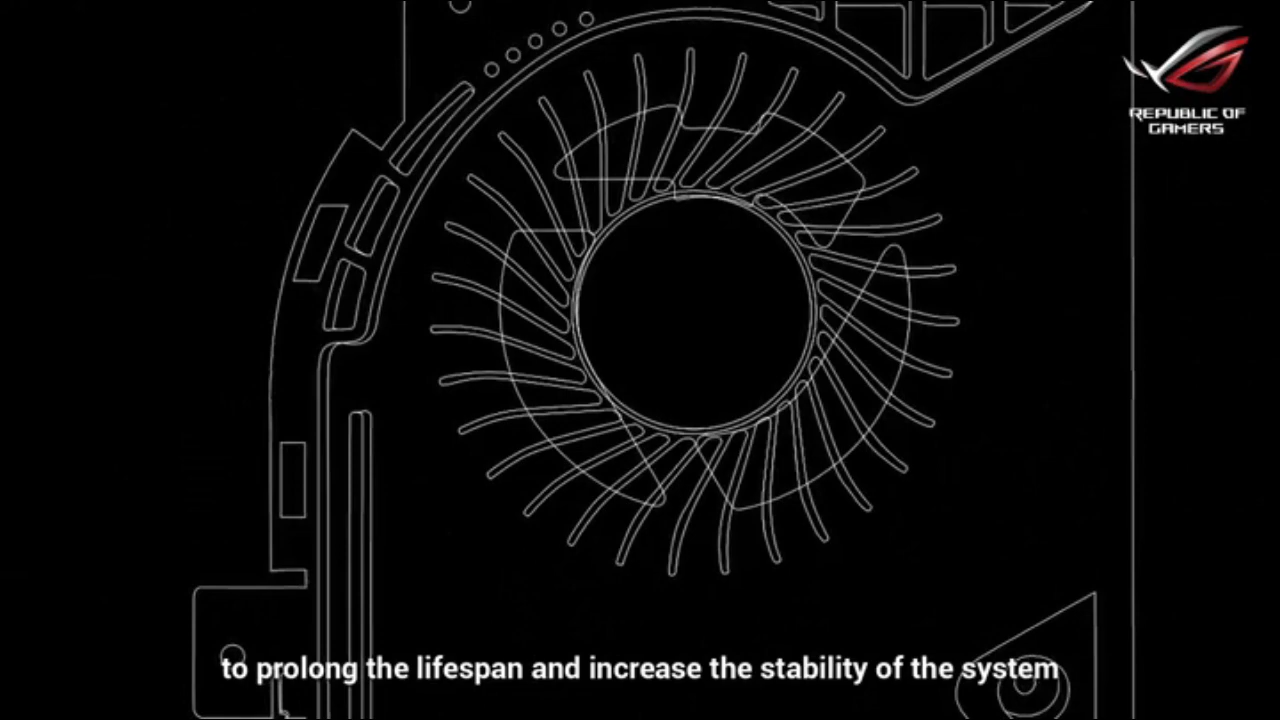 REPUBLIC OF
GAMERS
to prolong the lifespan and increase the stability of the system